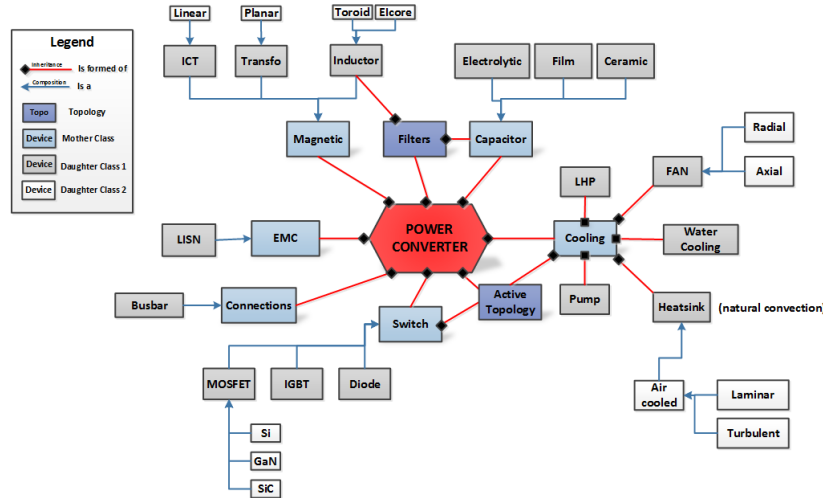 Linear
Planar
Toroid
Elcore
Legend
Inheritance
Is formed of
Composition
Is a
Topo
Topology
Device
Mother Class
Device
Daughter Class 1
Device
Daughter Class 2
ICT
Transfo
Inductor
Electrolytic
Film
Ceramic
Magnetic
Filters
Capacitor
Radial
FAN
Axial
LHP
LISN
EMC
POWER
CONVERTER
Cooling
Water
Cooling
Busbar
Connections
Active
Topology
Pump
Heatsink
(natural convection)
Switch
MOSFET
IGBT
Diode
Air
cooled
Laminar
Turbulent
Si
GaN
SiC